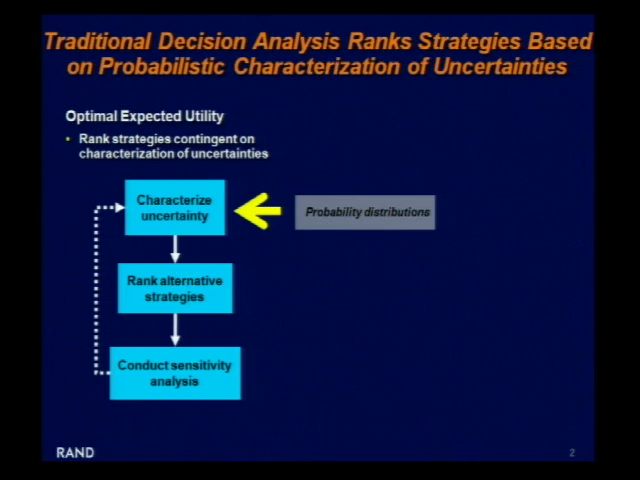 Traditional Decision Analysis Ranks Strategies Based
on Probabilistic Characterization of Uncertainties
Optimal Expected Utility
• Rank strategies contingent on
characterization of uncertainties
Characterize
uncertainty
Probability distributions
Rank alternative
strategies
Conduct sensitivity
analysis
RAND
2